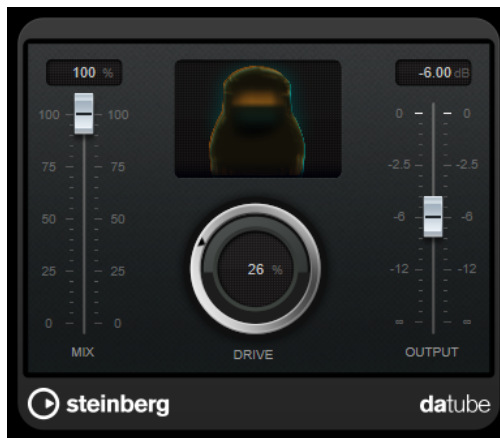 100 %
-6.00 dB
100 100
75 75
50 50
25 25
0 0
MIX
26 %
DRIVE
0 0
-2.5 -2.5
-6 -6
-12 -12
∞ ∞
OUTPUT
steinberg
datube